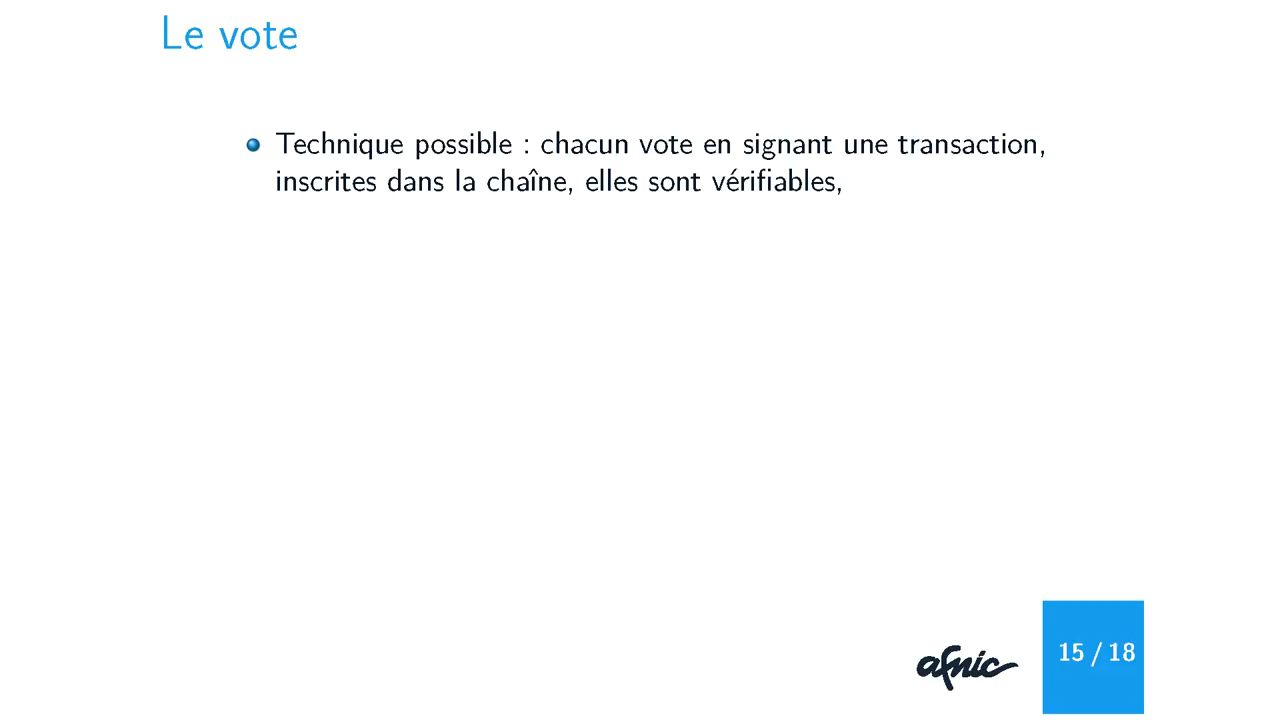 Le vote
Technique possible : chacun vote en signant une transaction,
inscrites dans la chaîne, elles sont vérifiables,
afnic
15 / 18